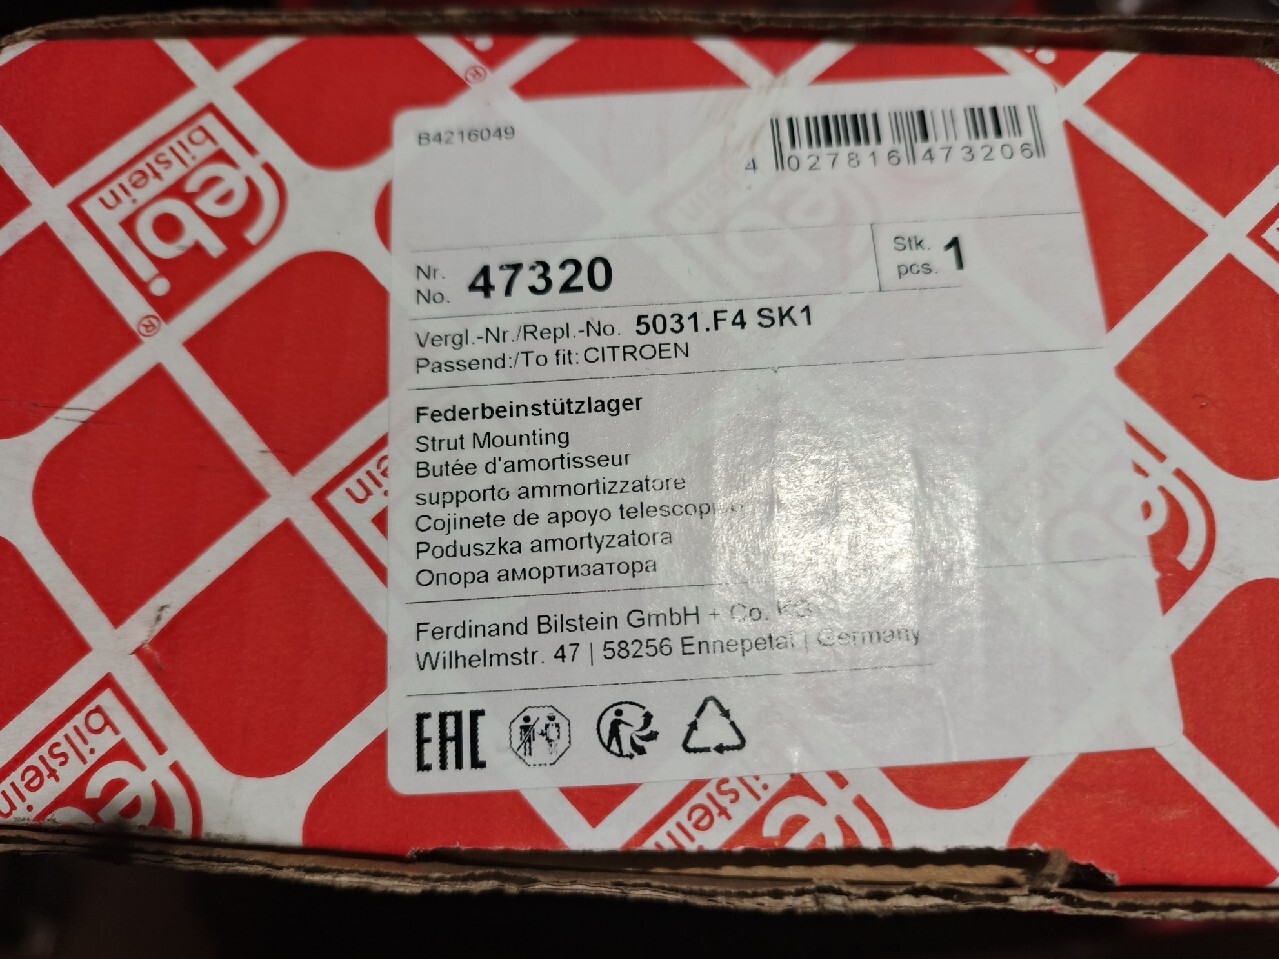 B4216049
4 027816 473206
Nr.
No. 47320
Stk.
pcs. 1
Vergl.-Nr./Repl.-No. 5031.F4 SK1
Passend:/To fit: CITROEN
Federbeinstützlager
Strut Mounting
Butée d'amortisseur
supporto ammortizzatore
Cojinete de apoyo
Poduszka amortyzatora
Опора амортизатора
Ferdinand Bilstein GmbH + Co. KG
Wilhelmstr. 47 | 58256 Ennepetal | Germany
EAC
febi
bilstein
®
®
bilstein
bilstein